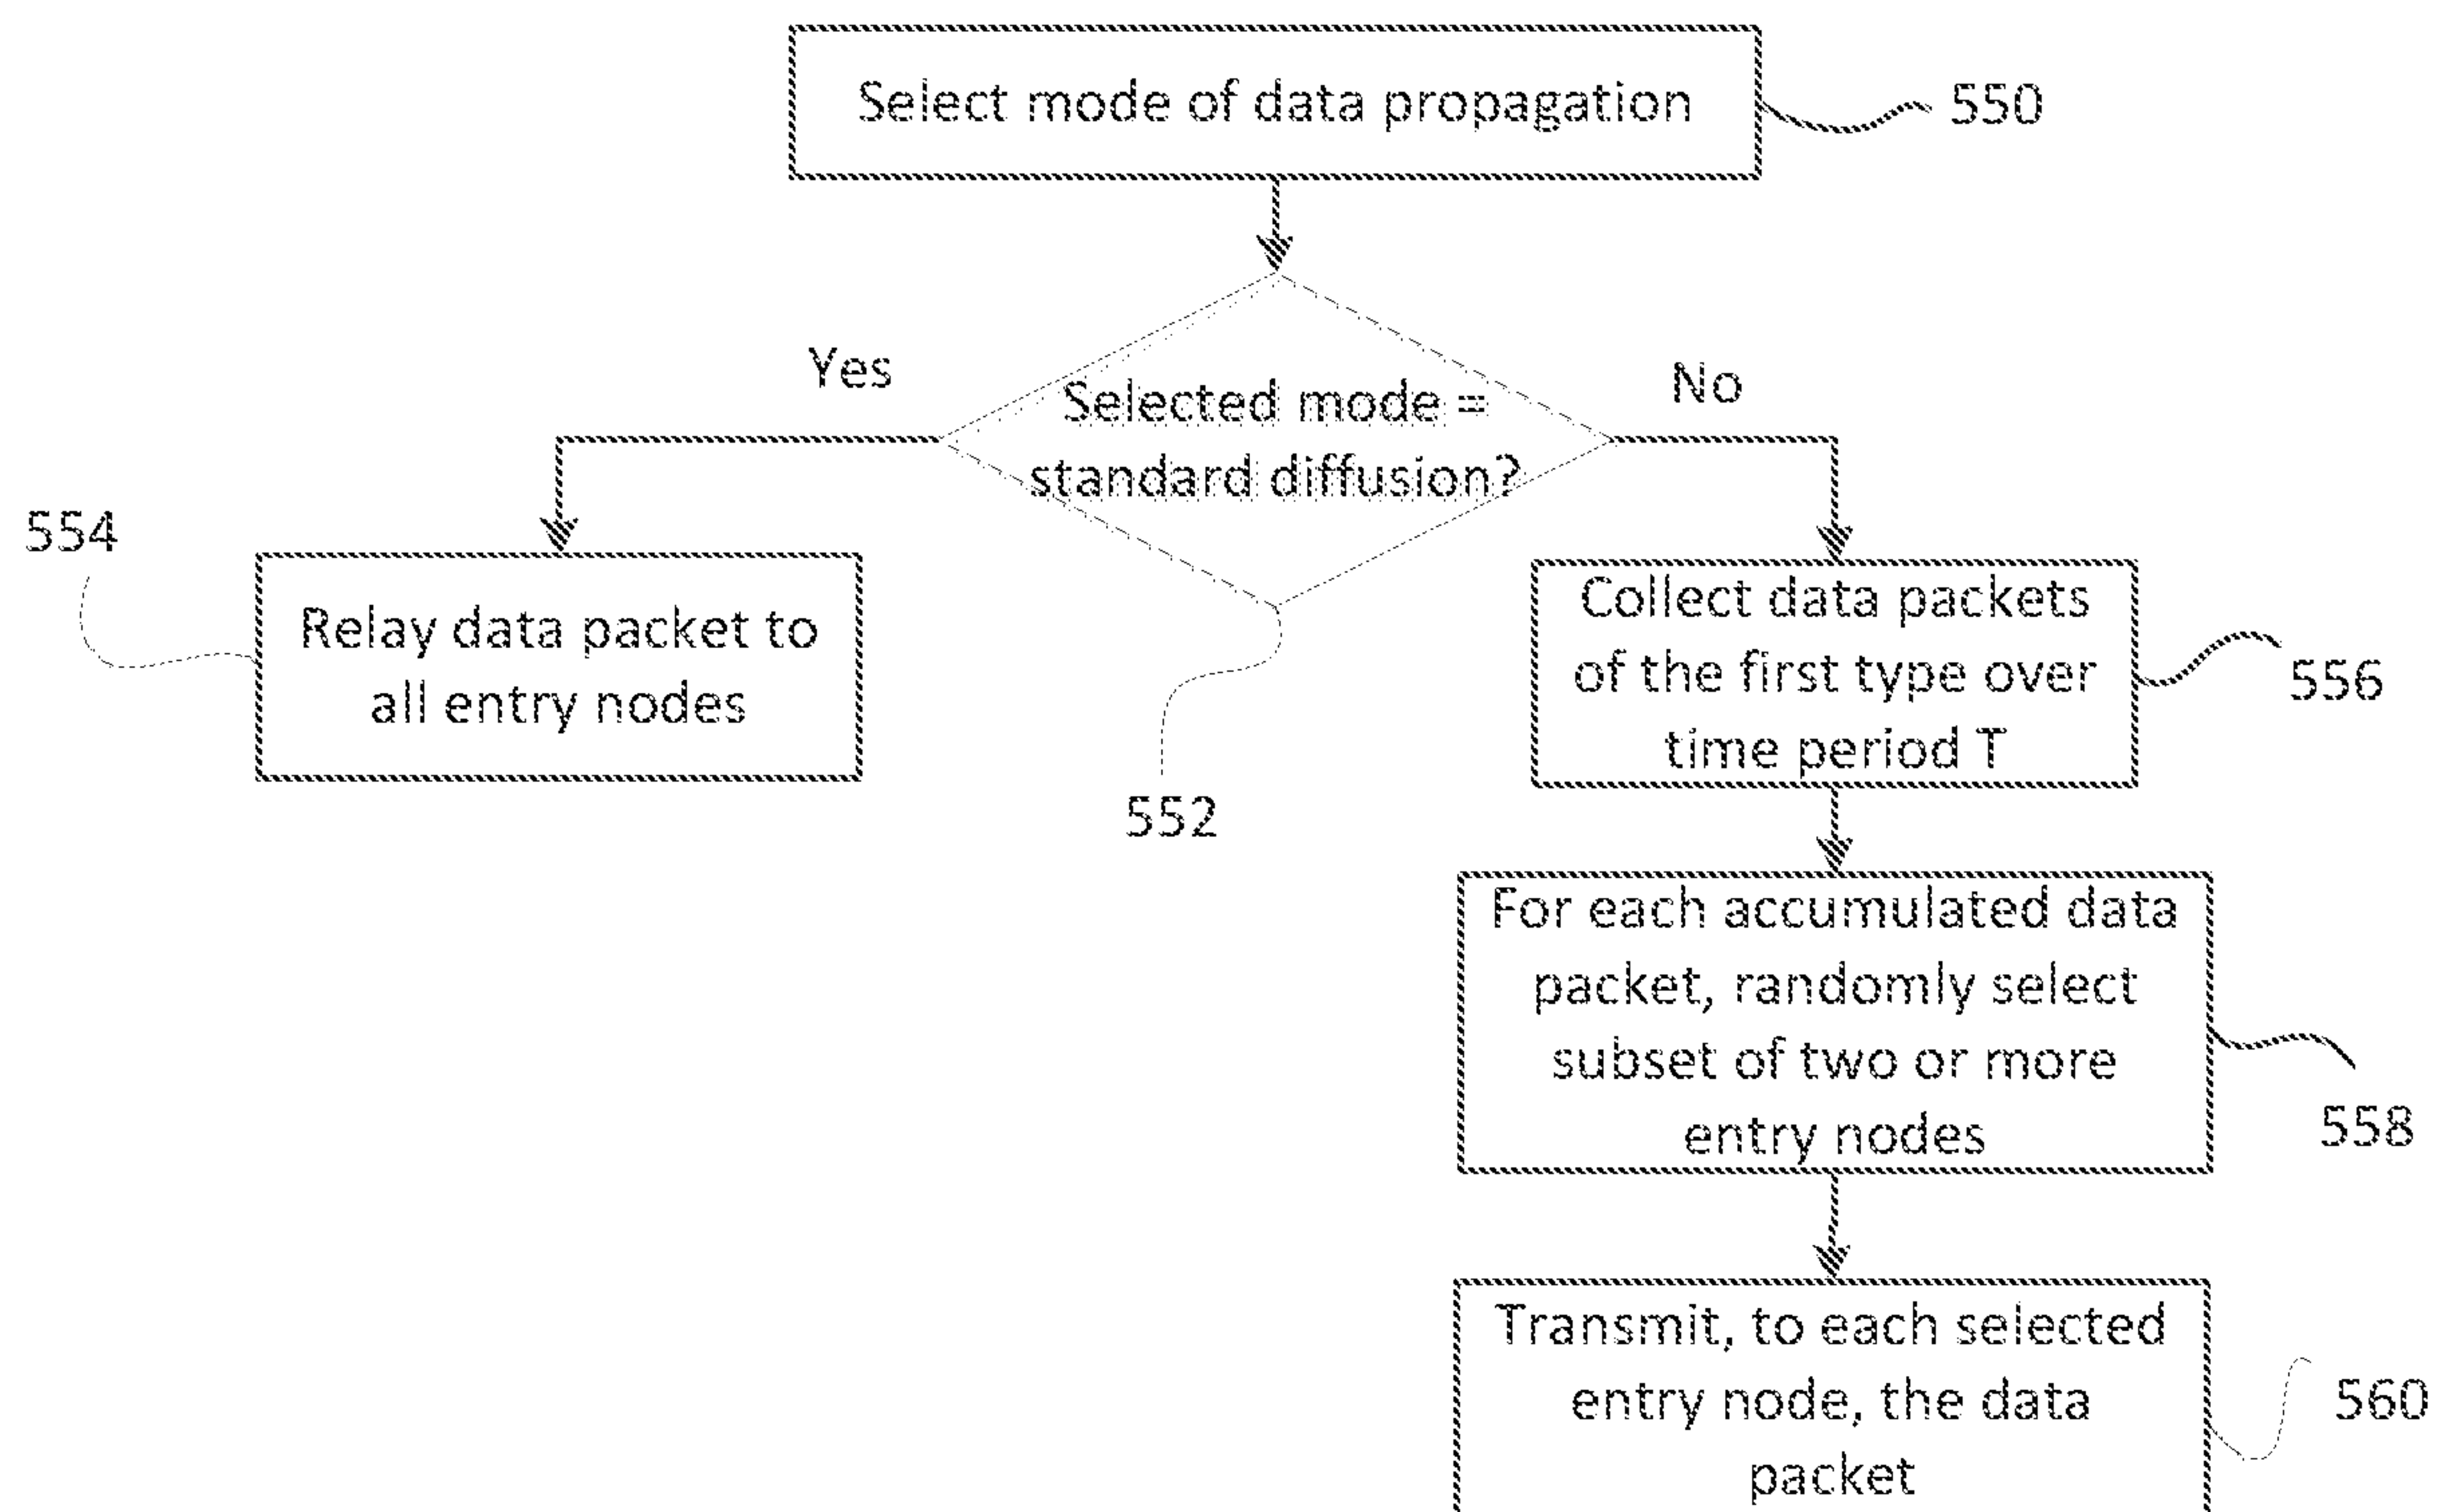 Select mode of data propagation
550
Yes
No
Selected mode =
standard diffusion?
554
Relay data packet to
all entry nodes
552
Collect data packets
of the first type over
time period T
556
For each accumulated data
packet, randomly select
subset of two or more
entry nodes
558
Transmit, to each selected
entry node, the data
packet
560